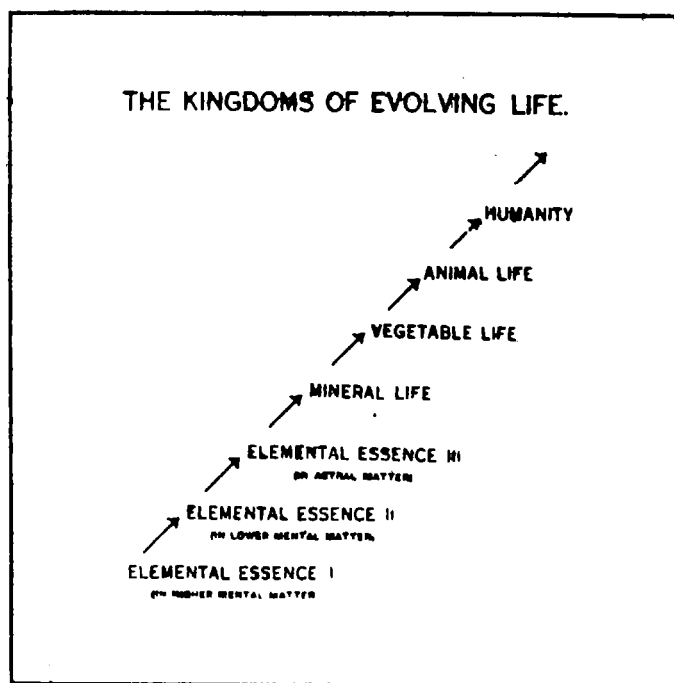 THE KINGDOMS OF EVOLVING LIFE.
HUMANITY
ANIMAL LIFE
VEGETABLE LIFE
MINERAL LIFE
ELEMENTAL ESSENCE III
(IN ASTRAL MATTER)
ELEMENTAL ESSENCE II
(IN LOWER MENTAL MATTER)
ELEMENTAL ESSENCE I
(IN HIGHER MENTAL MATTER